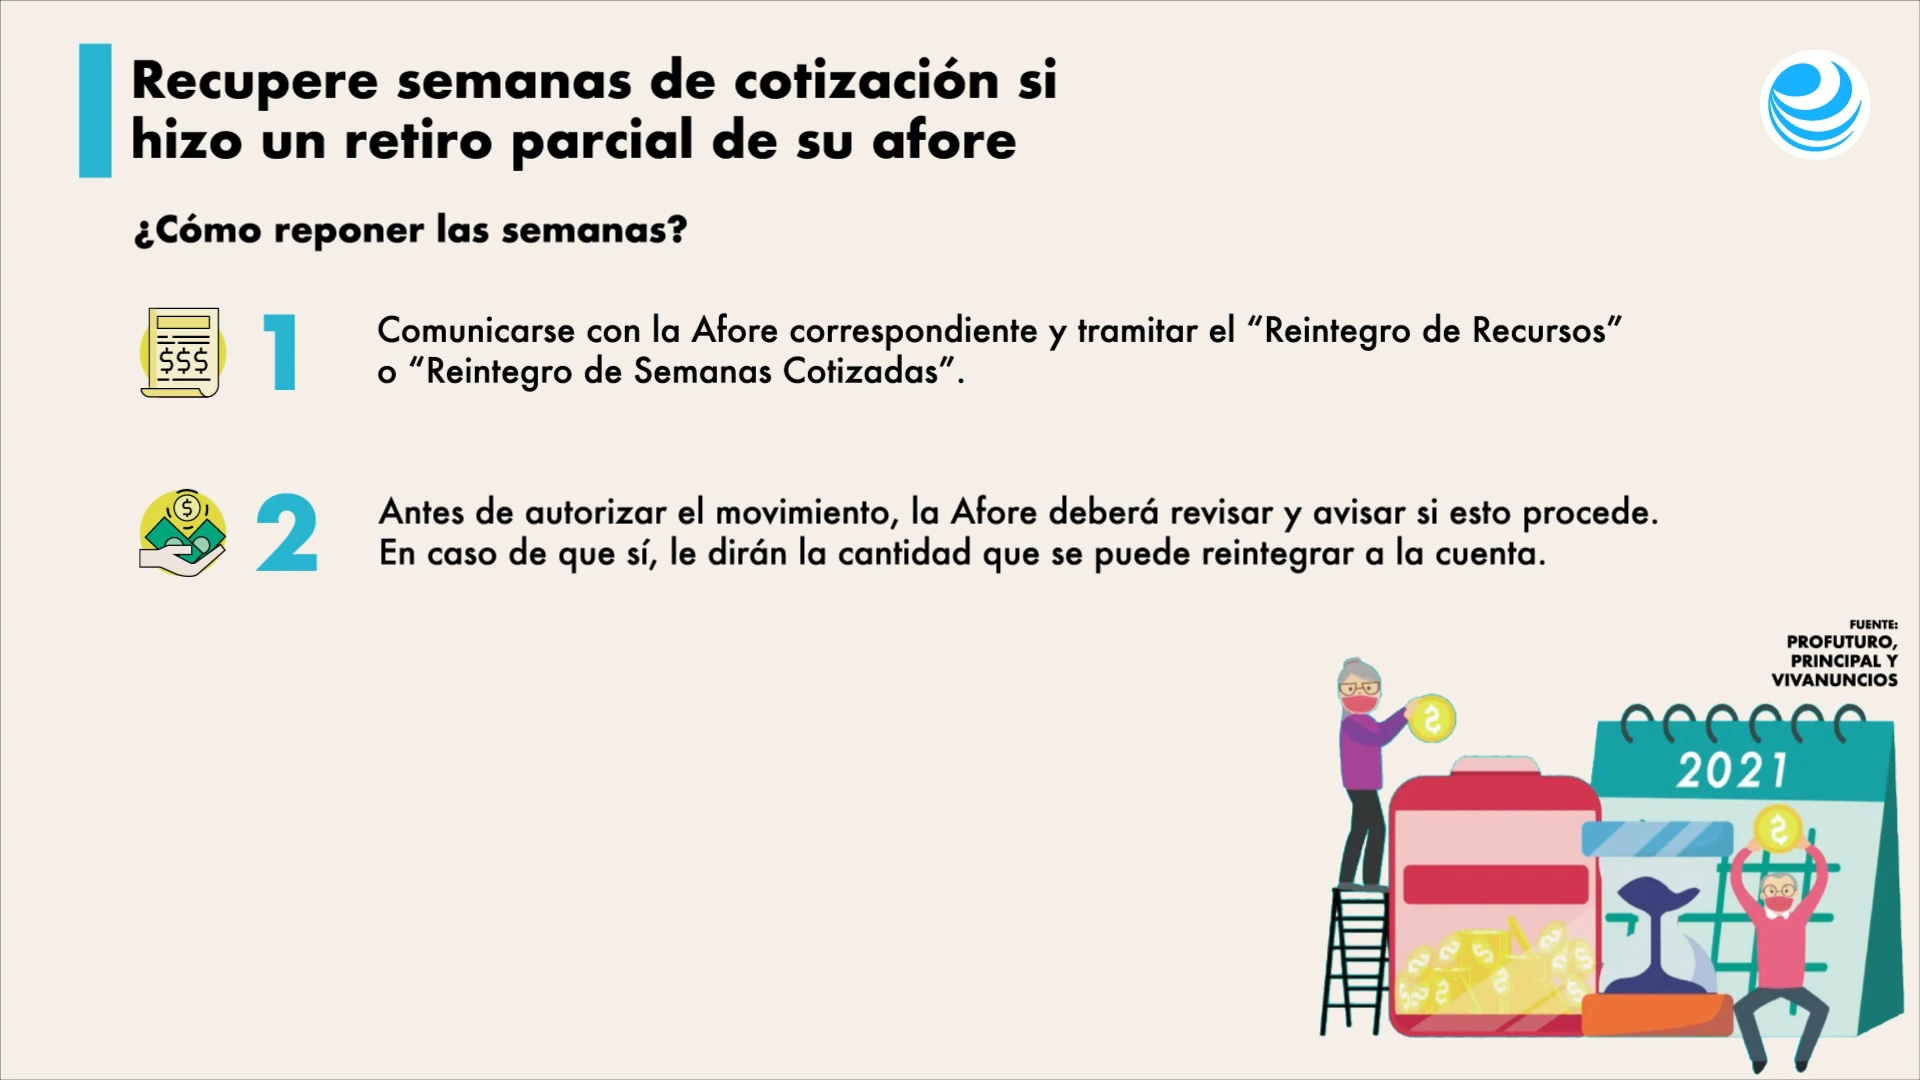 Recupere semanas de cotización si
hizo un retiro parcial de su afore
¿Cómo reponer las semanas?
$$$
1
Comunicarse con la Afore correspondiente y tramitar el “Reintegro de Recursos”
o “Reintegro de Semanas Cotizadas”.
$
2
Antes de autorizar el movimiento, la Afore deberá revisar y avisar si esto procede.
En caso de que sí, le dirán la cantidad que se puede reintegrar a la cuenta.
FUENTE:
PROFUTURO,
PRINCIPAL Y
VIVANUNCIOS
2021